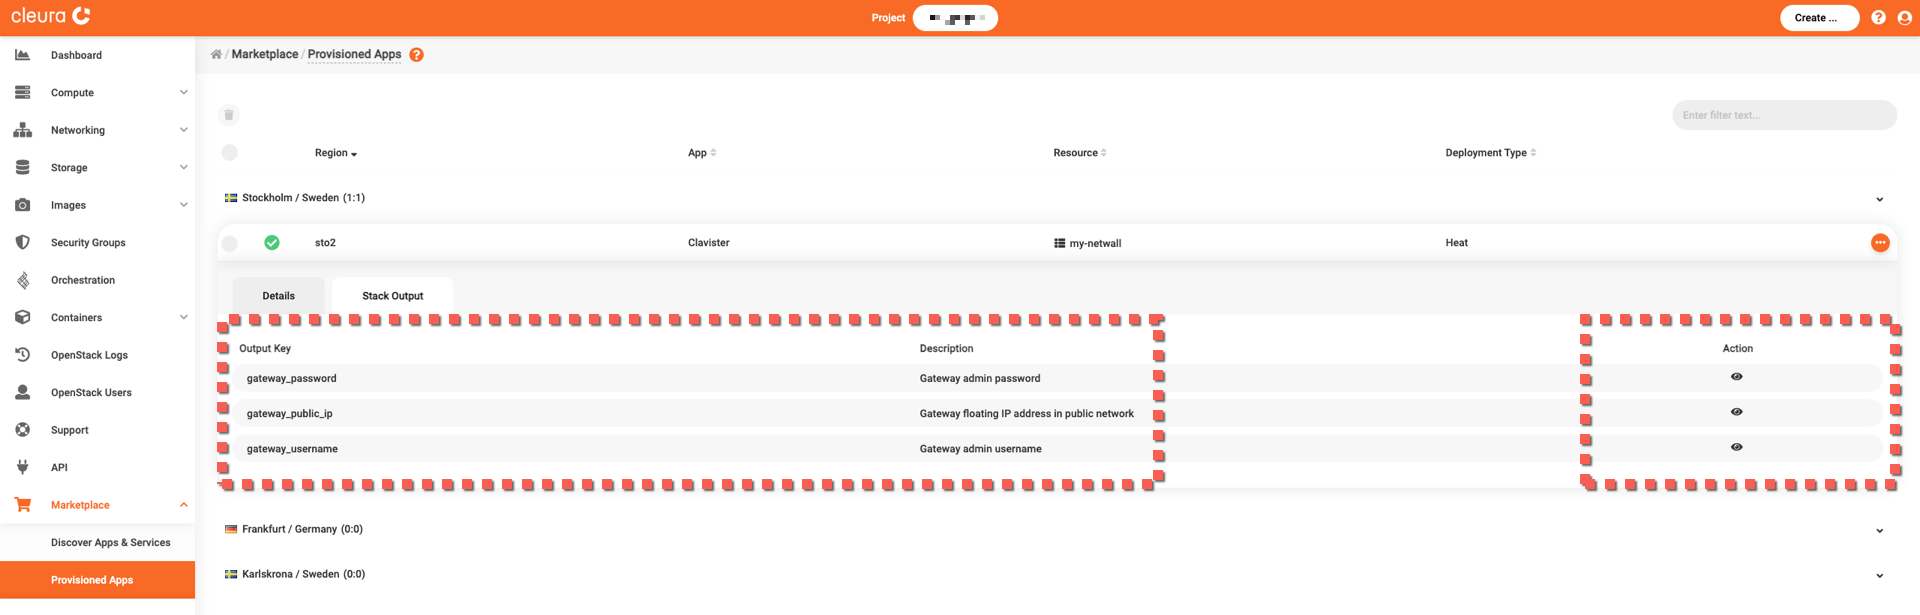 cleura
Project
Create ...
Dashboard
Compute
Networking
Storage
Images
Security Groups
Orchestration
Containers
OpenStack Logs
OpenStack Users
Support
API
Marketplace
Discover Apps & Services
Provisioned Apps
/ Marketplace / Provisioned Apps ?
Enter filter text...
Region App Resource Deployment Type
Stockholm / Sweden (1:1)
sto2 Clavister my-netwall Heat
Details Stack Output
Output Key Description Action
gateway_password Gateway admin password
gateway_public_ip Gateway floating IP address in public network
gateway_username Gateway admin username
Frankfurt / Germany (0:0)
Karlskrona / Sweden (0:0)